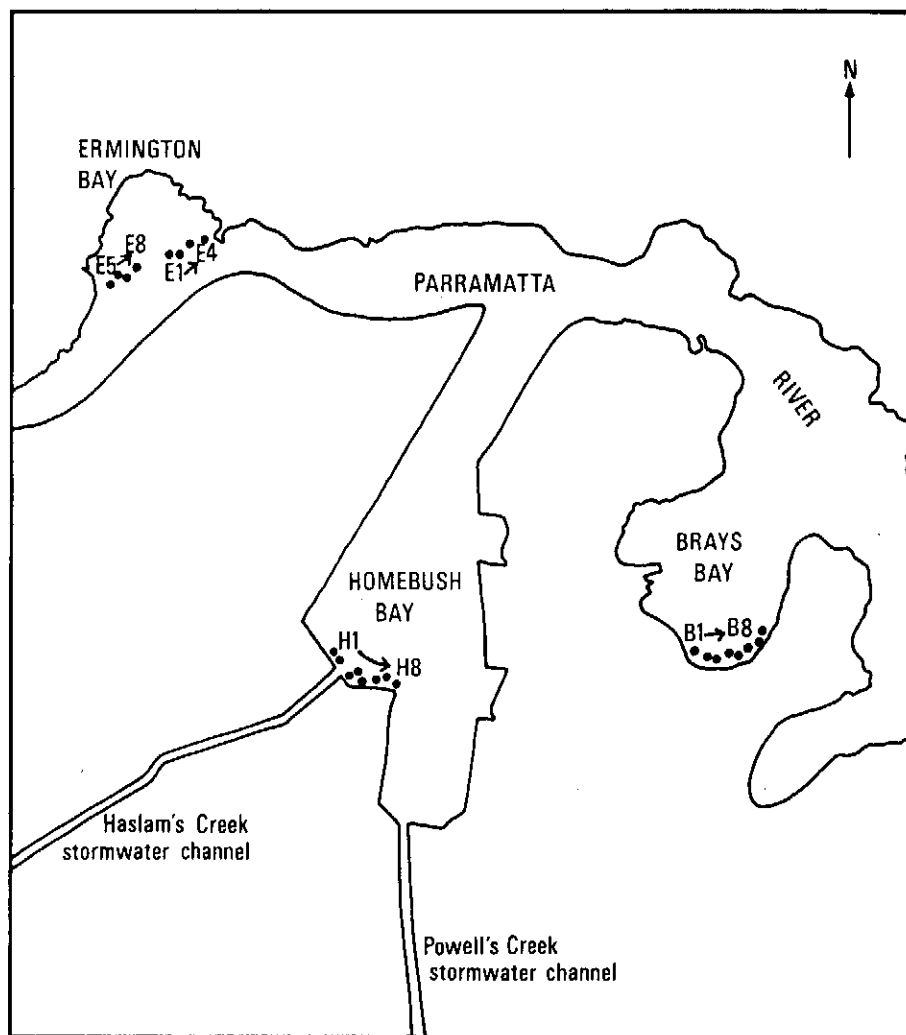 N
ERMINGTON
BAY
E8
E5
E4
E1
PARRAMATTA
RIVER
BRAYS
BAY
HOMEBUSH
BAY
B1
B8
H1
H8
Haslam's Creek
stormwater channel
Powell's Creek
stormwater channel